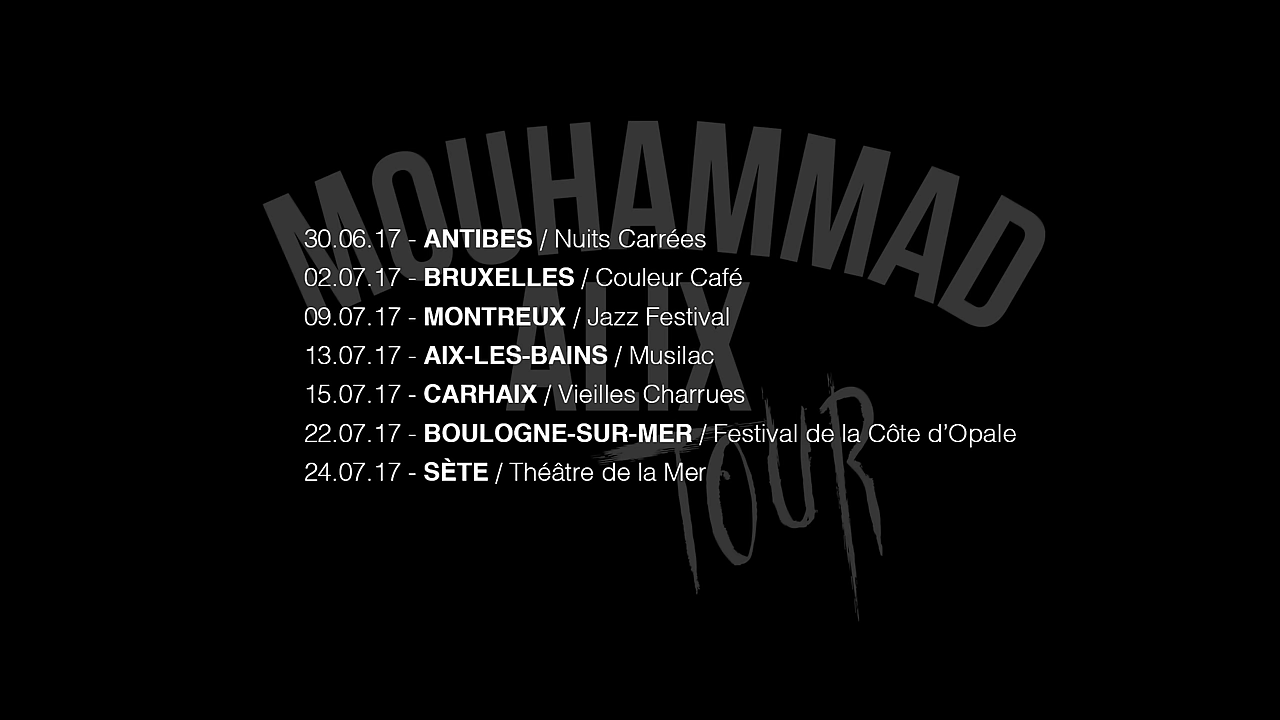 MOUHAMMAD
ALIX
TOUR
30.06.17 - ANTIBES / Nuits Carrées
02.07.17 - BRUXELLES / Couleur Café
09.07.17 - MONTREUX / Jazz Festival
13.07.17 - AIX-LES-BAINS / Musilac
15.07.17 - CARHAIX / Vieilles Charrues
22.07.17 - BOULOGNE-SUR-MER / Festival de la Côte d’Opale
24.07.17 - SÈTE / Théâtre de la Mer